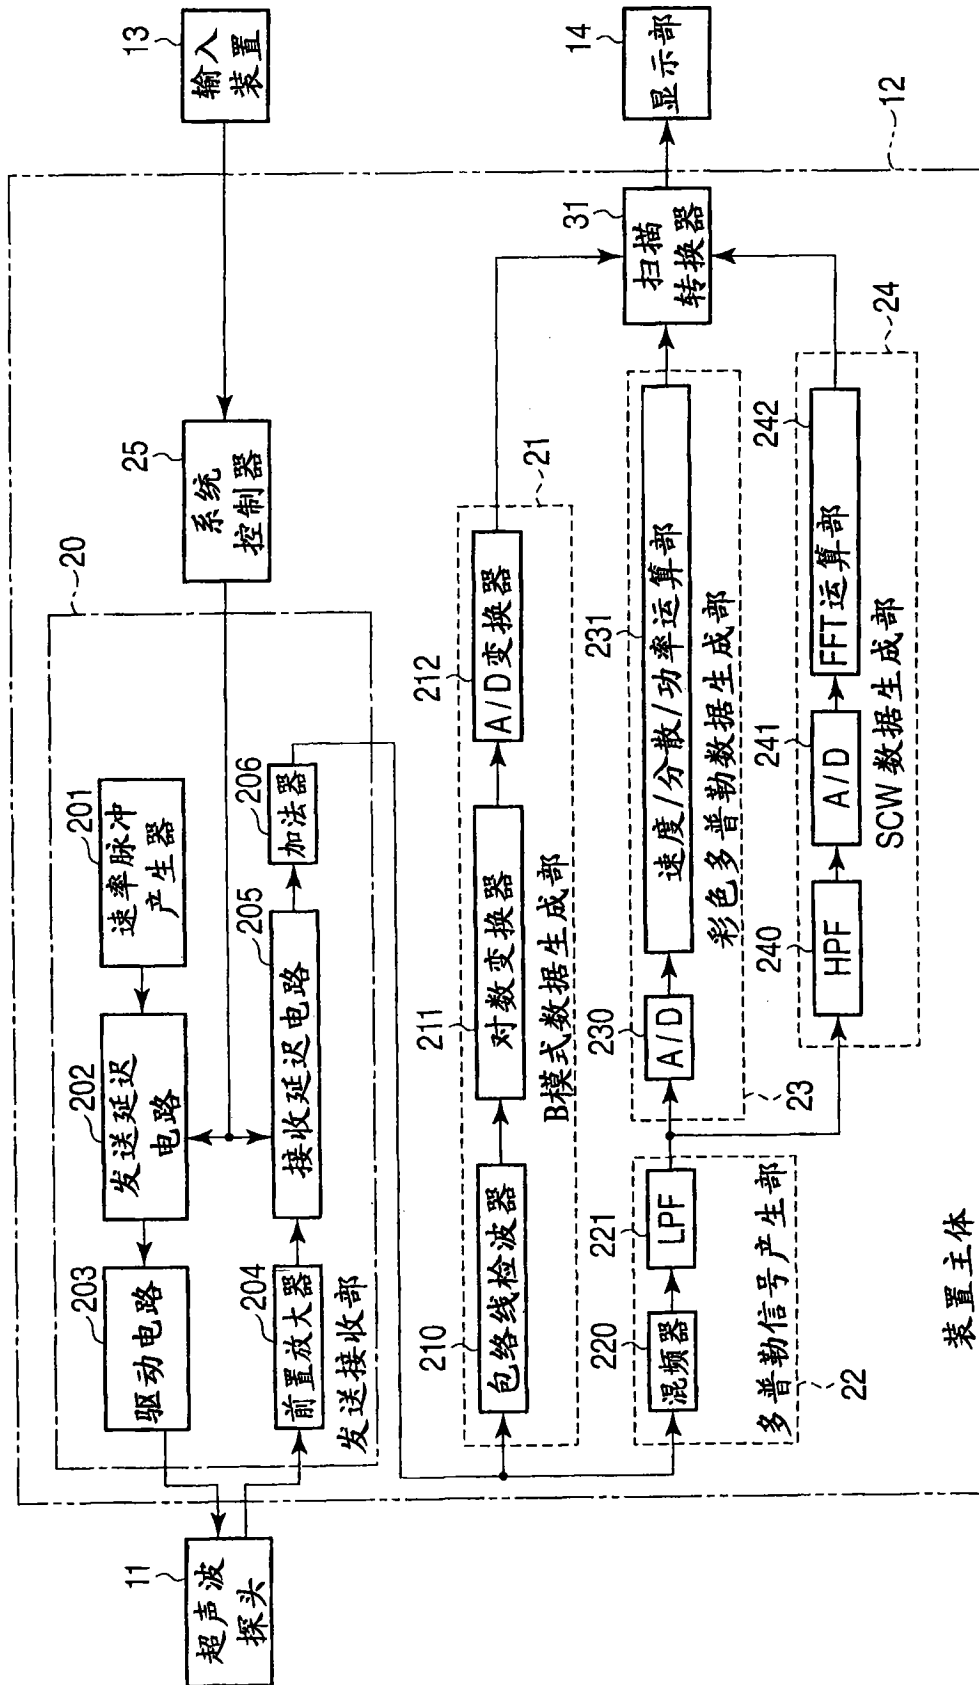 11
超声波
探头
20
203
驱动电路
202
发送延迟
电路
201
速率脉冲
产生器
204
前置放大器
205
接收延迟电路
206
加法器
发送接收部
25
系统
控制器
13
输入
装置
210
包络线检波器
211
对数变换器
212
A/D变换器
21
B模式数据生成部
220
混频器
221
LPF
多普勒信号产生部
22
230
A/D
231
速度/分散/功率运算部
彩色多普勒数据生成部
23
240
HPF
241
A/D
242
FFT运算部
SCW数据生成部
24
31
扫描
转换器
14
显示部
12
装置主体